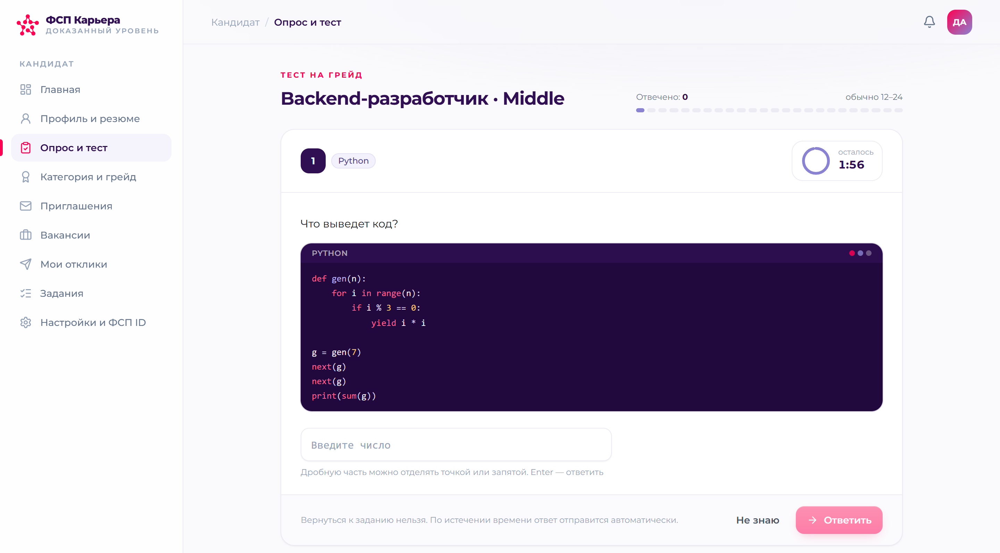 ФСП Карьера
ДОКАЗАННЫЙ УРОВЕНЬ
КАНДИДАТ
Главная
Профиль и резюме
Опрос и тест
Категория и грейд
Приглашения
Вакансии
Мои отклики
Задания
Настройки и ФСП ID
Кандидат / Опрос и тест
ДА
ТЕСТ НА ГРЕЙД
Backend-разработчик · Middle
Отвечено: 0
обычно 12–24
1
Python
осталось
1:56
Что выведет код?
PYTHON
def gen(n):
    for i in range(n):
        if i % 3 == 0:
            yield i * i
g = gen(7)
next(g)
next(g)
print(sum(g))
Введите число
Дробную часть можно отделять точкой или запятой. Enter — ответить
Вернуться к заданию нельзя. По истечении времени ответ отправится автоматически.
Не знаю
Ответить